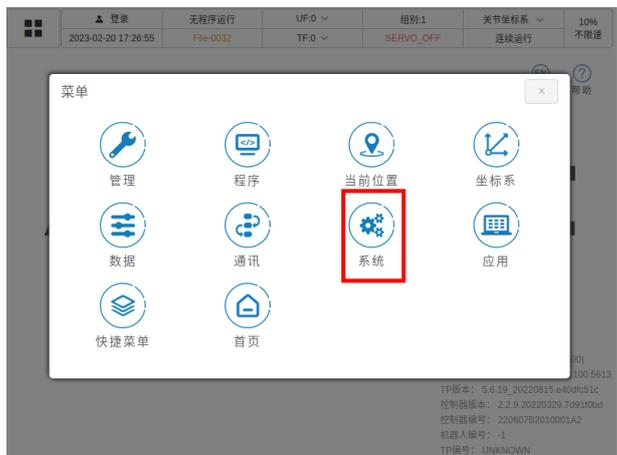 登录 无程序运行 UF:0 组别:1 关节坐标系 10%
2023-02-20 17:26:55 File-0032 TF:0 SERVO_OFF 连续运行 不限速
EN ?
帮助
菜单 ×
管理 程序 当前位置 坐标系
数据 通讯 系统 应用
快捷菜单 首页
00)
100:5613
TP版本: 5.6.19_20220815.e40dfc51c
控制器版本: 2.2.9.20220329.7d91f0bd
控制器编号: 220607B2010001A2
机器人编号: -1
TP编号: UNKNOWN